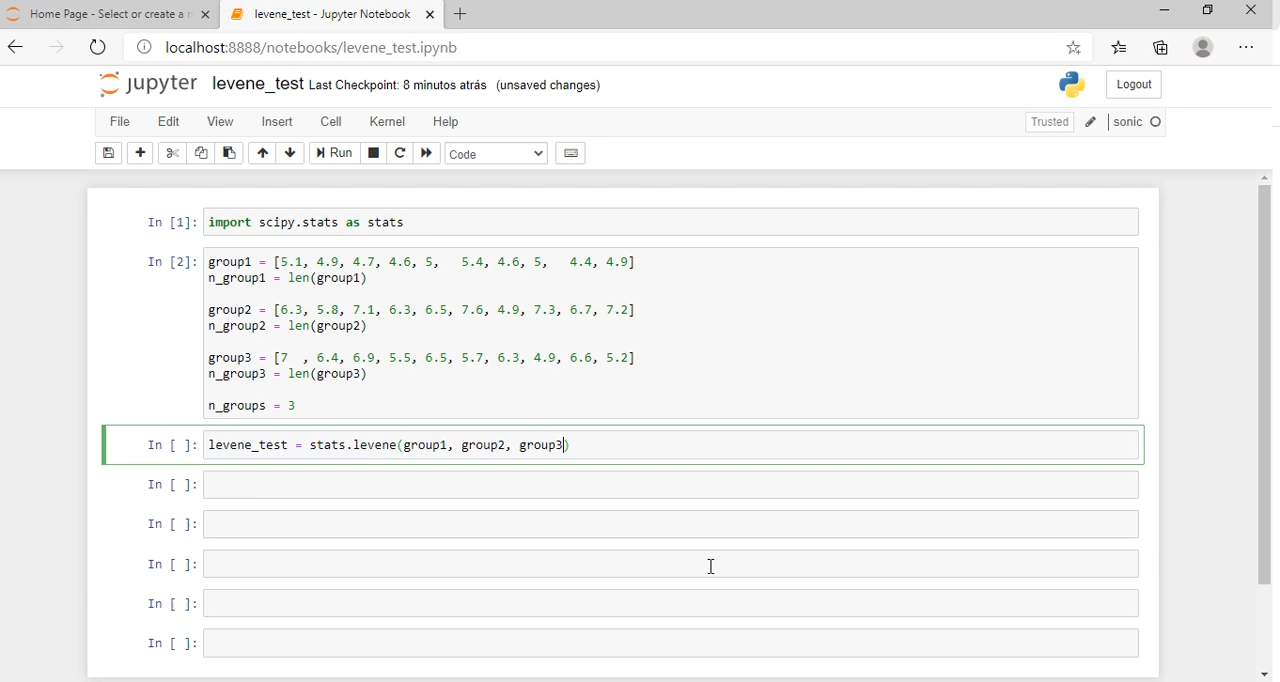 Home Page - Select or create a n
levene_test - Jupyter Notebook
localhost:8888/notebooks/levene_test.ipynb
jupyter levene_test Last Checkpoint: 8 minutos atrás (unsaved changes)
Logout
File Edit View Insert Cell Kernel Help
Trusted
sonic
Run
Code
In [1]: import scipy.stats as stats
In [2]: group1 = [5.1, 4.9, 4.7, 4.6, 5,   5.4, 4.6, 5,   4.4, 4.9]
n_group1 = len(group1)
group2 = [6.3, 5.8, 7.1, 6.3, 6.5, 7.6, 4.9, 7.3, 6.7, 7.2]
n_group2 = len(group2)
group3 = [7  , 6.4, 6.9, 5.5, 6.5, 5.7, 6.3, 4.9, 6.6, 5.2]
n_group3 = len(group3)
n_groups = 3
In [ ]: levene_test = stats.levene(group1, group2, group3)
In [ ]:
In [ ]:
In [ ]:
In [ ]:
In [ ]: